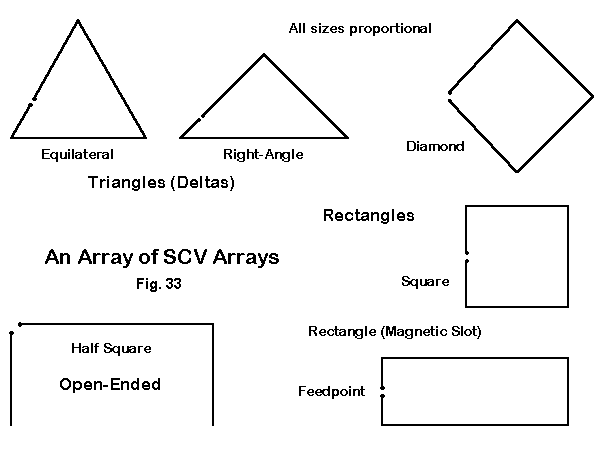 All sizes proportional
Equilateral
Right-Angle
Diamond
Triangles (Deltas)
Rectangles
An Array of SCV Arrays
Fig. 33
Square
Half Square
Open-Ended
Rectangle (Magnetic Slot)
Feedpoint